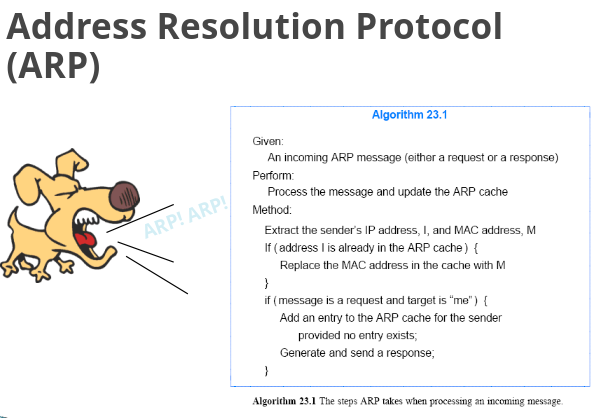 Address Resolution Protocol
(ARP)
ARP! ARP!
Algorithm 23.1
Given:
An incoming ARP message (either a request or a response)
Perform:
Process the message and update the ARP cache
Method:
Extract the sender's IP address, I, and MAC address, M
If ( address I is already in the ARP cache ) {
Replace the MAC address in the cache with M
}
if ( message is a request and target is “me” ) {
Add an entry to the ARP cache for the sender
provided no entry exists;
Generate and send a response;
}
Algorithm 23.1 The steps ARP takes when processing an incoming message.